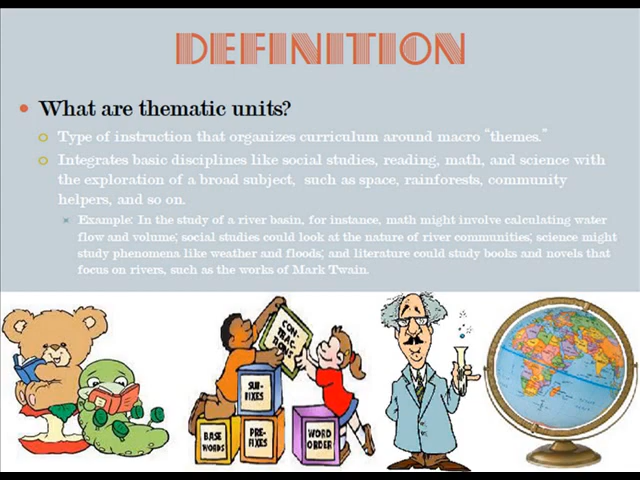 DEFINITION
What are thematic units?
Type of instruction that organizes curriculum around macro "themes."
Integrates basic disciplines like social studies, reading, math, and science with
the exploration of a broad subject, such as space, rainforests, community
helpers, and so on.
Example: In the study of a river basin, for instance, math might involve calculating water
flow and volume; social studies could look at the nature of river communities; science might
study phenomena like weather and floods; and literature could study books and novels that
focus on rivers, such as the works of Mark Twain.
CON-
TRAC-
TIONS
SUF-
FIXES
BASE
WORDS
PRE-
FIXES
WORD
ORDER